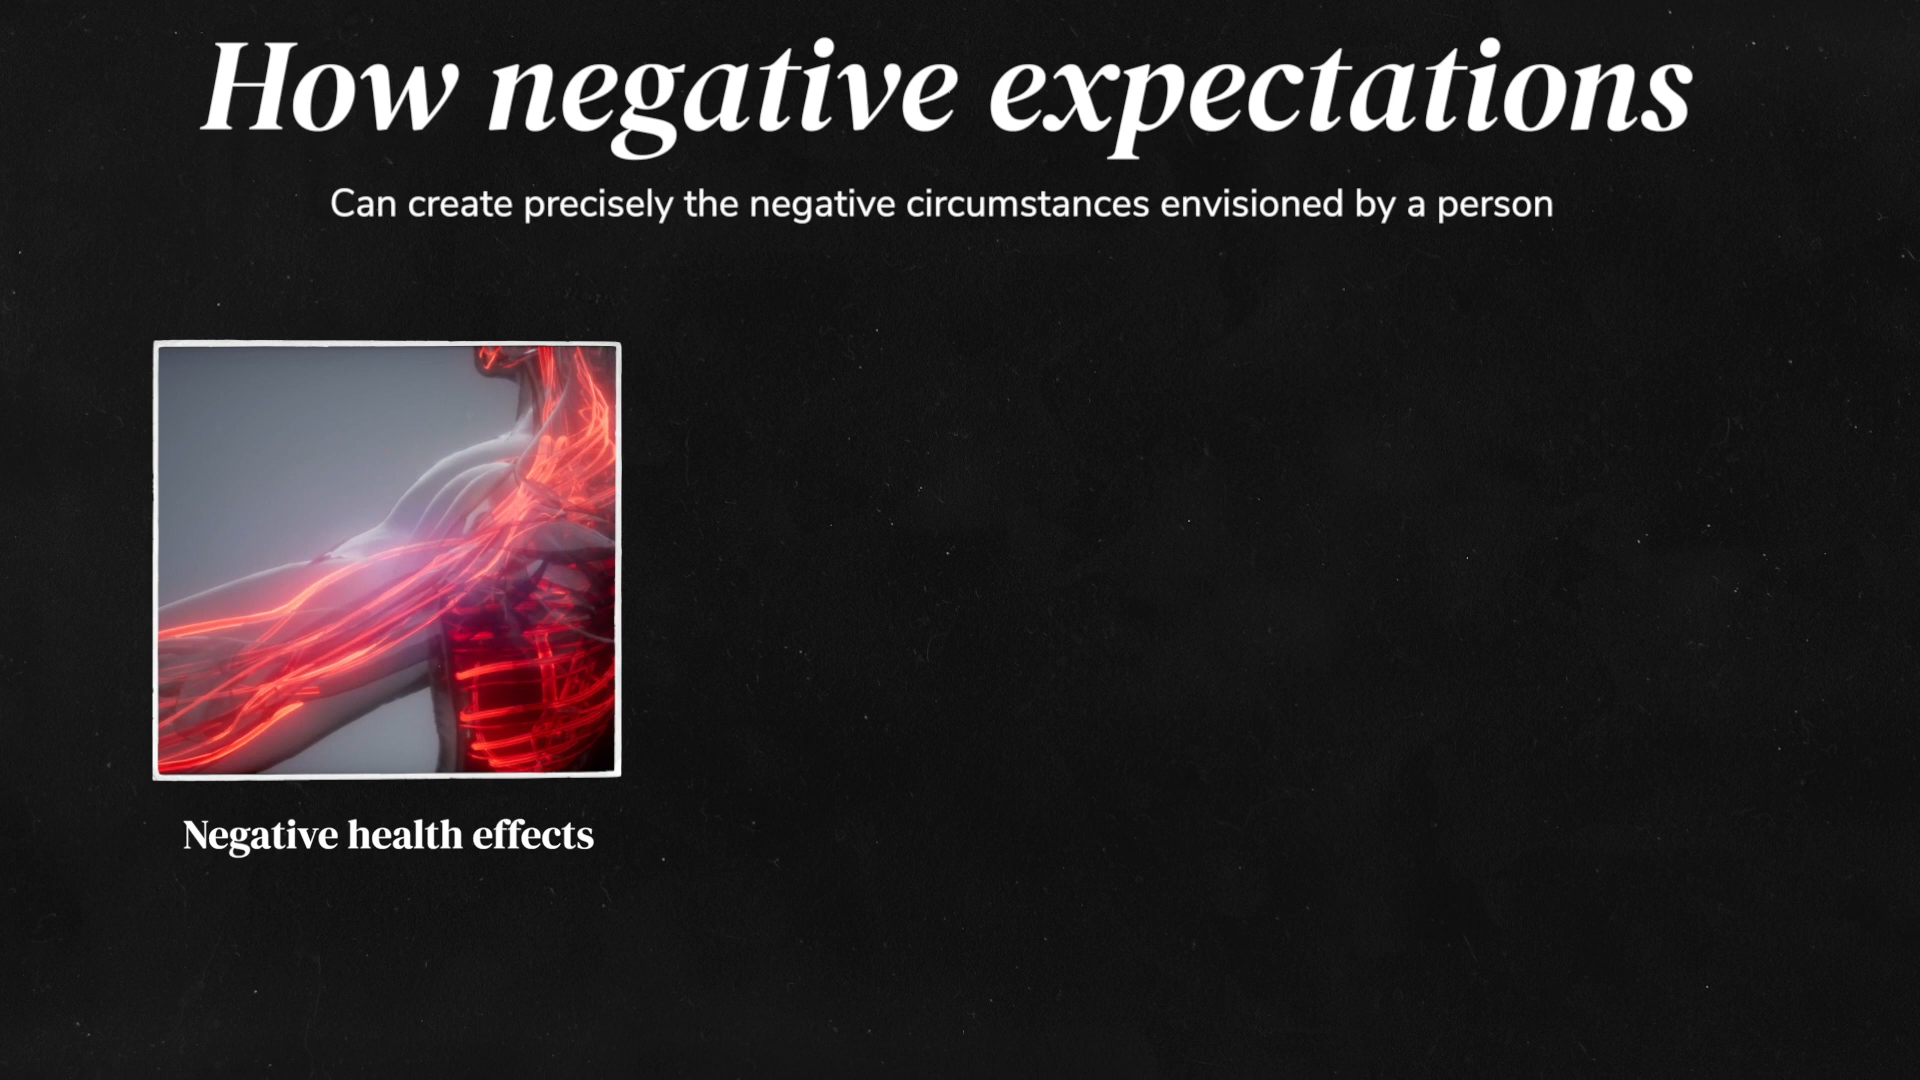 How negative expectations
Can create precisely the negative circumstances envisioned by a person
Negative health effects